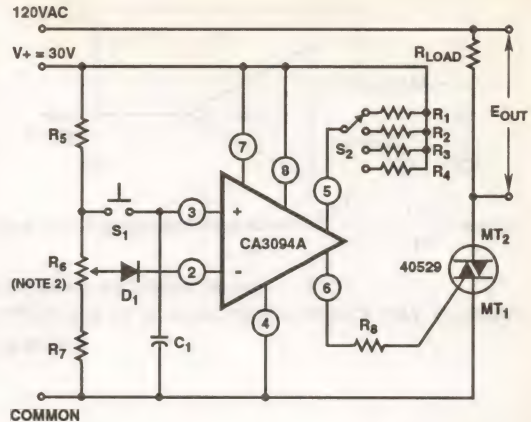 120VAC
V+ = 30V
R5
S1
R6
(NOTE 2)
D1
R7
C1
COMMON
3
2
7
8
4
5
6
+
-
CA3094A
S2
R1
R2
R3
R4
R8
RLOAD
EOUT
MT2
40529
MT1